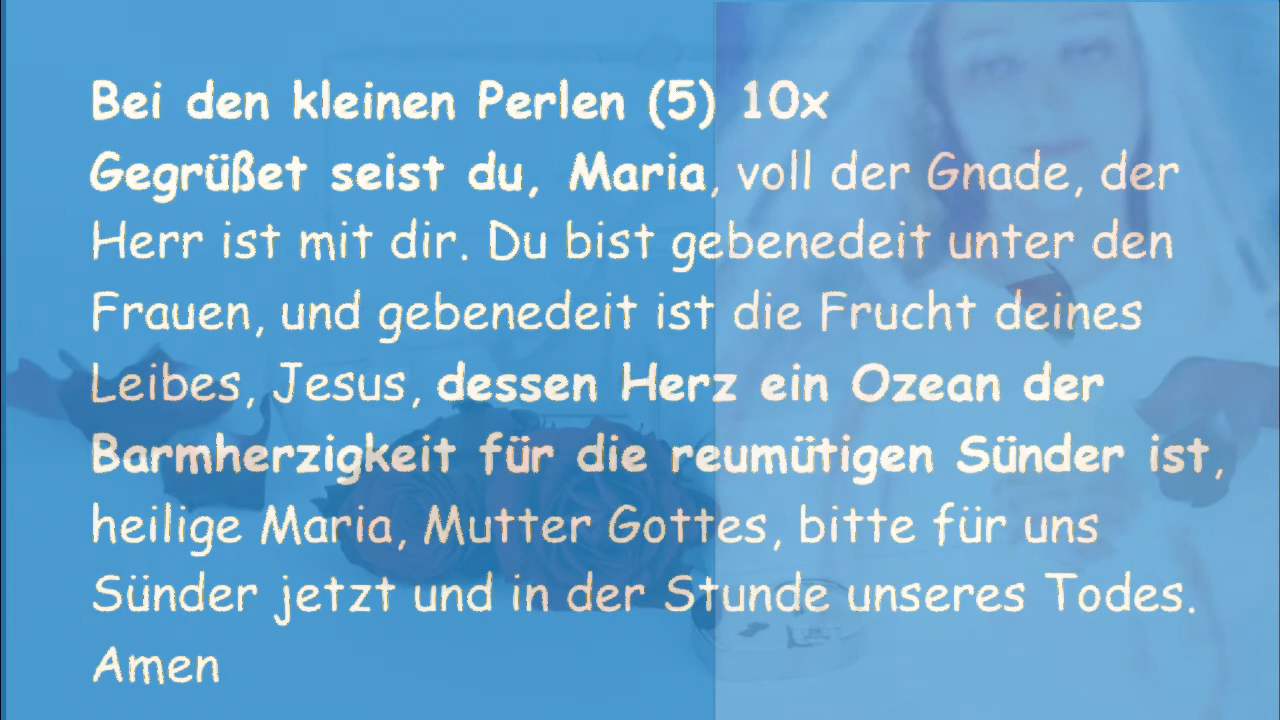 Bei den kleinen Perlen (5) 10x
Gegrüßet seist du, Maria, voll der Gnade, der
Herr ist mit dir. Du bist gebenedeit unter den
Frauen, und gebenedeit ist die Frucht deines
Leibes, Jesus, dessen Herz ein Ozean der
Barmherzigkeit für die reumütigen Sünder ist,
heilige Maria, Mutter Gottes, bitte für uns
Sünder jetzt und in der Stunde unseres Todes.
Amen